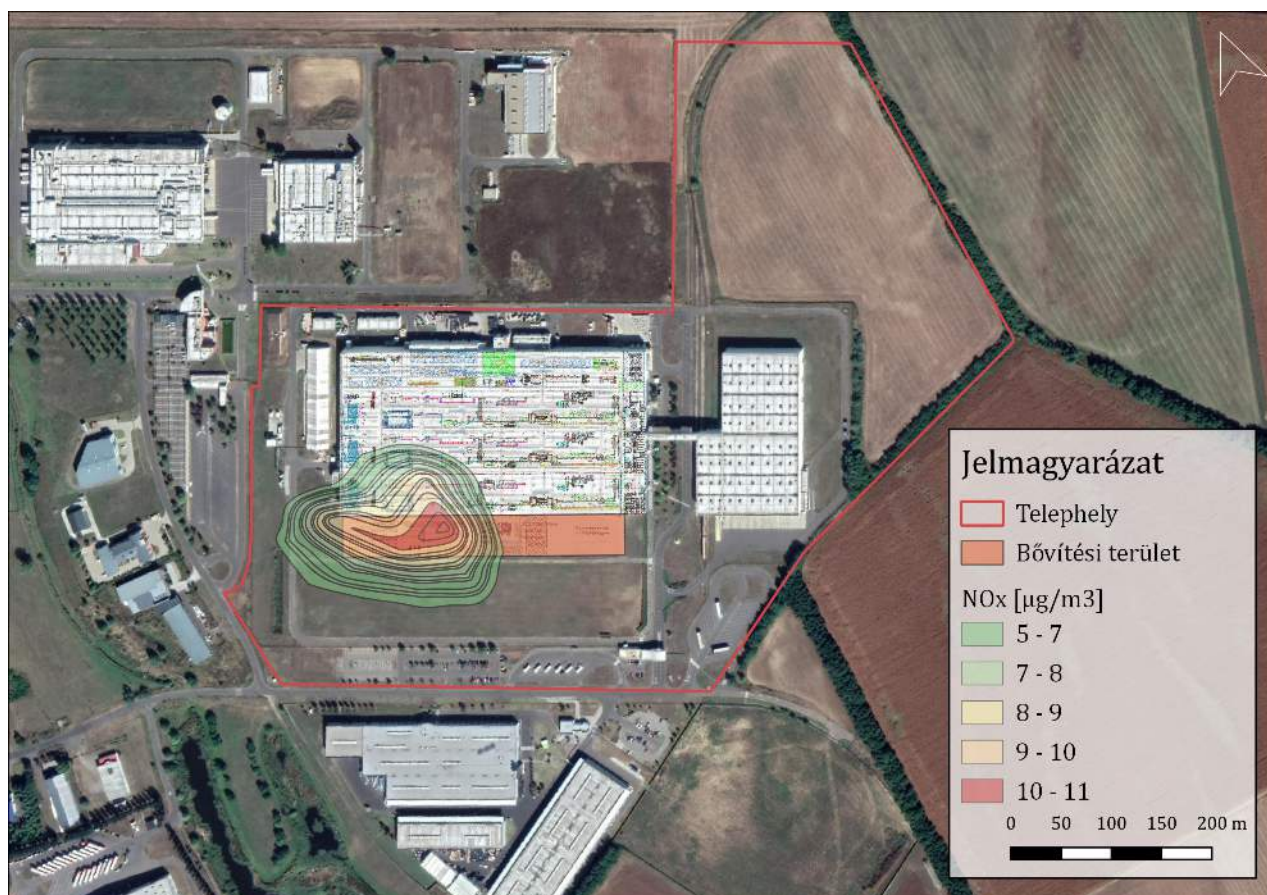 Jelmagyarázat
Telephely
Bővítési terület
NOx [µg/m3]
5 - 7
7 - 8
8 - 9
9 - 10
10 - 11
0 50 100 150 200 m